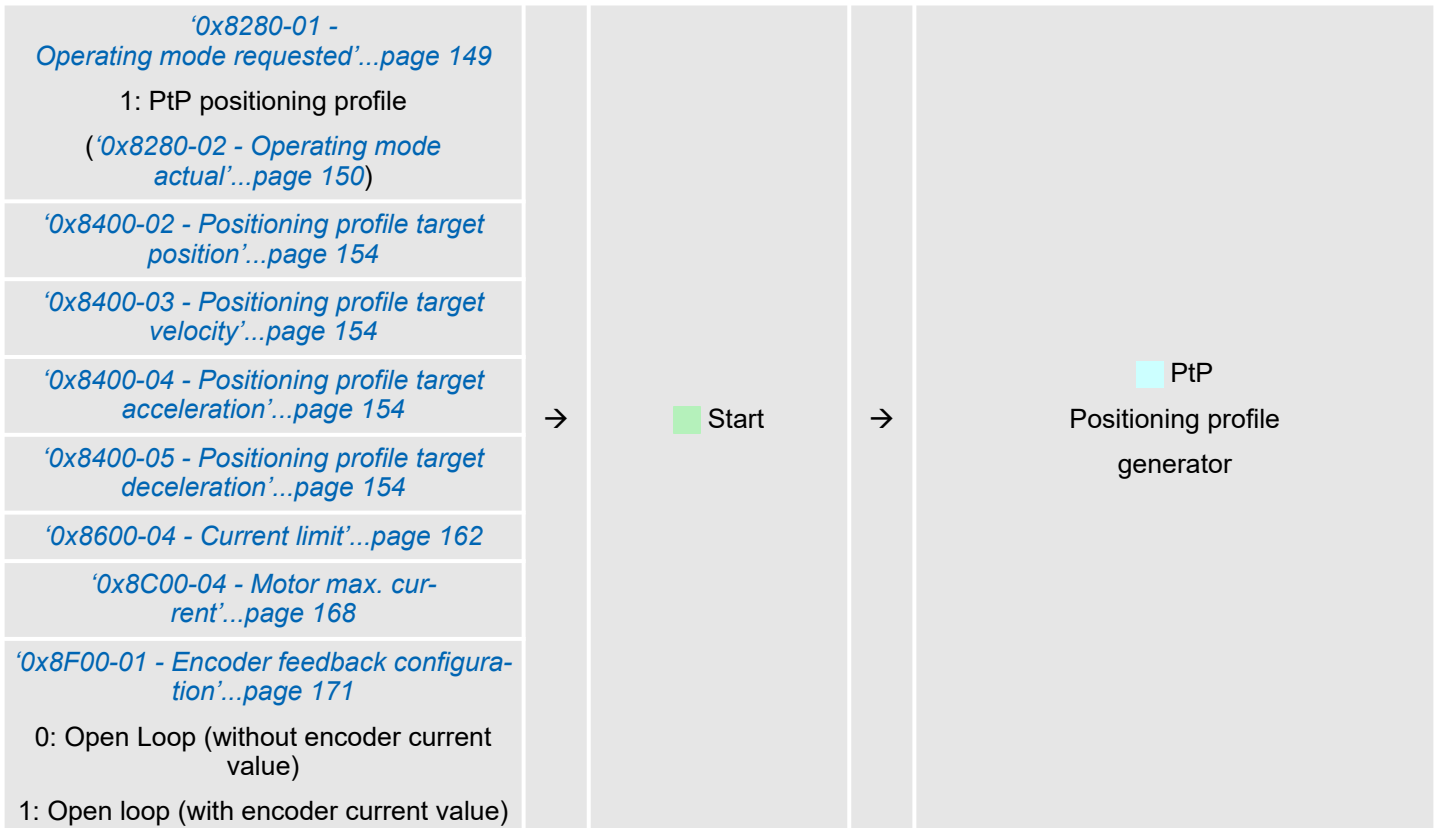 ‘0x8280-01 -
Operating mode requested’...page 149
1: PtP positioning profile
(‘0x8280-02 - Operating mode
actual’...page 150)
‘0x8400-02 - Positioning profile target
position’...page 154
‘0x8400-03 - Positioning profile target
velocity’...page 154
‘0x8400-04 - Positioning profile target
acceleration’...page 154
‘0x8400-05 - Positioning profile target
deceleration’...page 154
‘0x8600-04 - Current limit’...page 162
‘0x8C00-04 - Motor max. cur-
rent’...page 168
‘0x8F00-01 - Encoder feedback configura-
tion’...page 171
0: Open Loop (without encoder current
value)
1: Open loop (with encoder current value)
→
Start
→
PtP
Positioning profile
generator